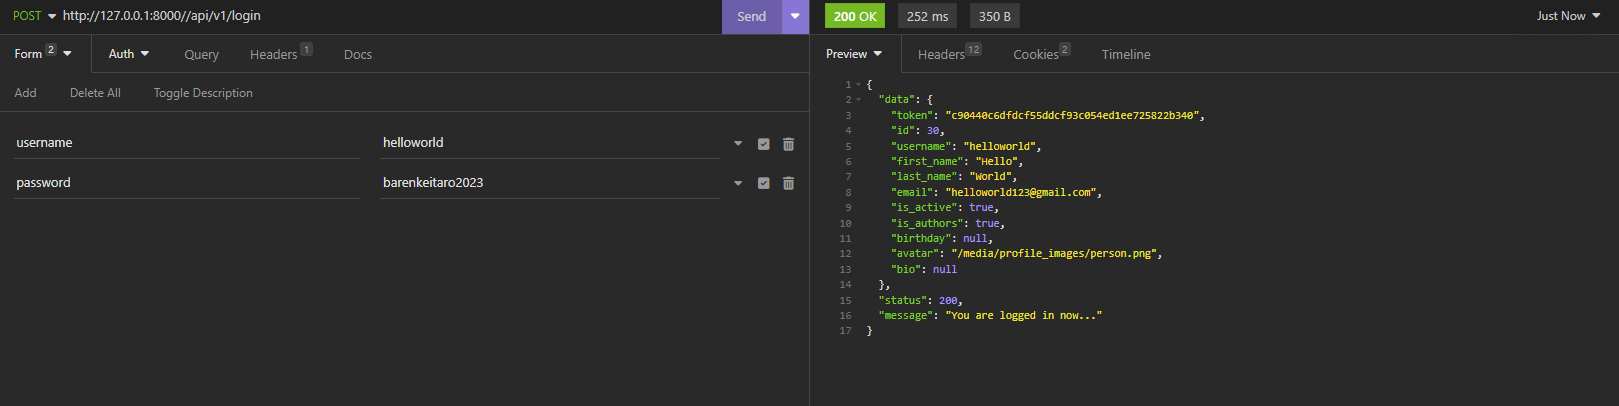 POST http://127.0.0.1:8000//api/v1/login Send
Form 2 Auth Query Headers 1 Docs
Add Delete All Toggle Description
username helloworld
password barenkeitaro2023
200 OK 252 ms 350 B Just Now
Preview Headers 12 Cookies 2 Timeline
1 {
2 "data": {
3 "token": "c90440c6dfdcf55ddcf93c054ed1ee725822b340",
4 "id": 30,
5 "username": "helloworld",
6 "first_name": "Hello",
7 "last_name": "World",
8 "email": "helloworld123@gmail.com",
9 "is_active": true,
10 "is_authors": true,
11 "birthday": null,
12 "avatar": "/media/profile_images/person.png",
13 "bio": null
14 },
15 "status": 200,
16 "message": "You are logged in now..."
17 }